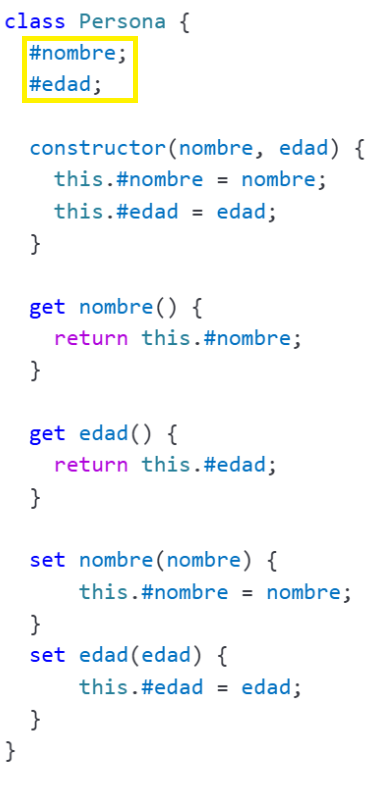 class Persona {
  #nombre;
  #edad;

  constructor(nombre, edad) {
    this.#nombre = nombre;
    this.#edad = edad;
  }

  get nombre() {
    return this.#nombre;
  }

  get edad() {
    return this.#edad;
  }

  set nombre(nombre) {
      this.#nombre = nombre;
  }
  set edad(edad) {
      this.#edad = edad;
  }
}